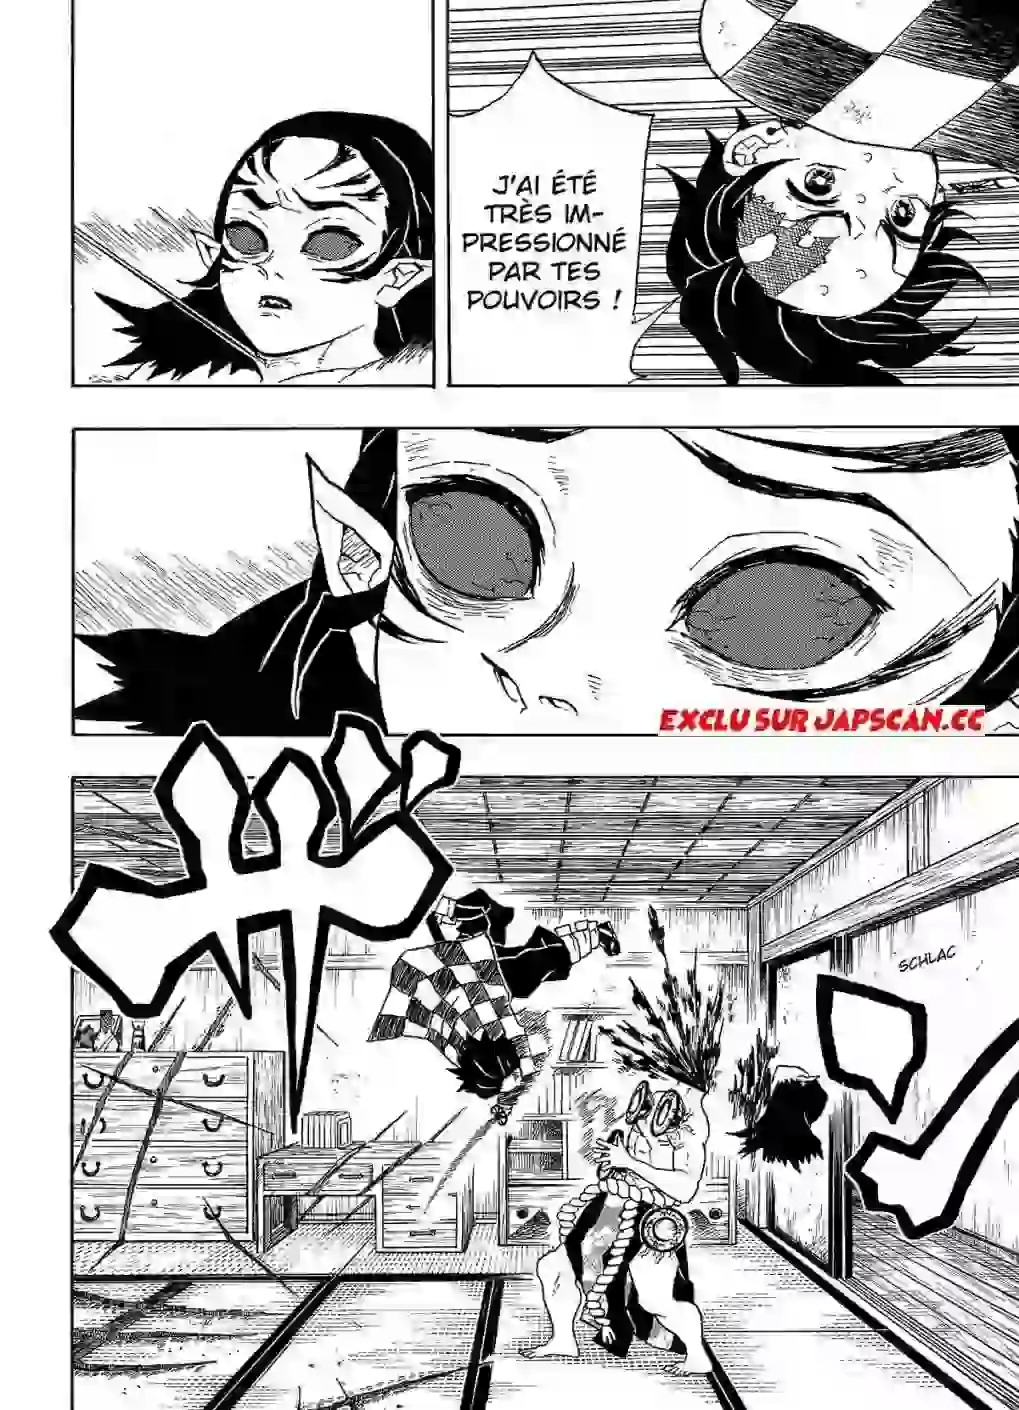 J'AI ÉTÉ
TRÈS IM-
PRESSIONNÉ
PAR TES
POUVOIRS !
EXCLU SUR JAPSCAN.CC
SCHLAC